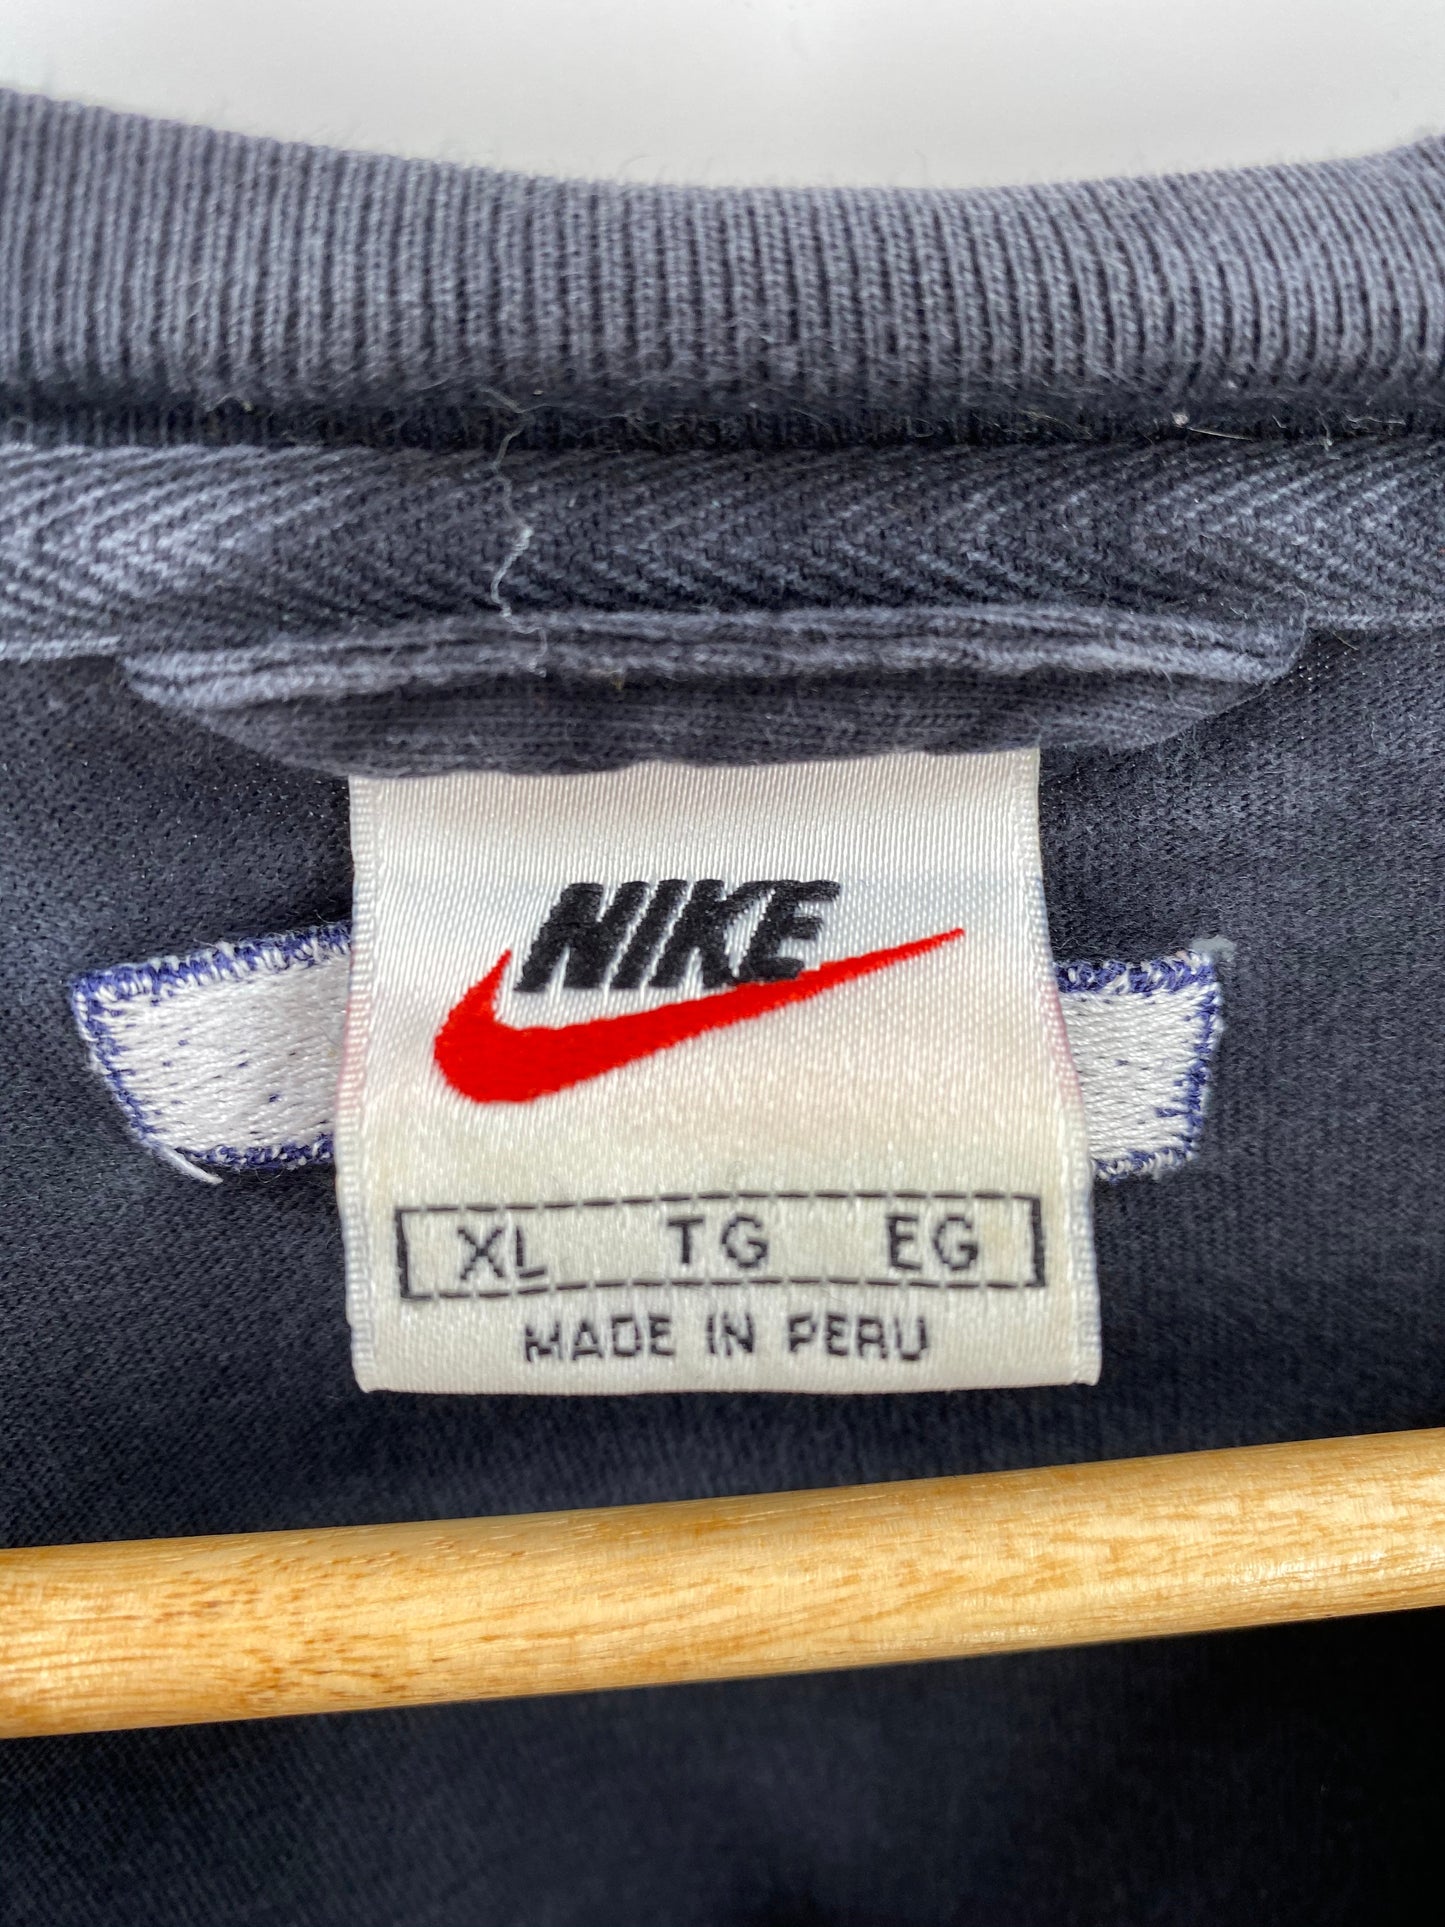 NIKE
XL TG EG
MADE IN PERU